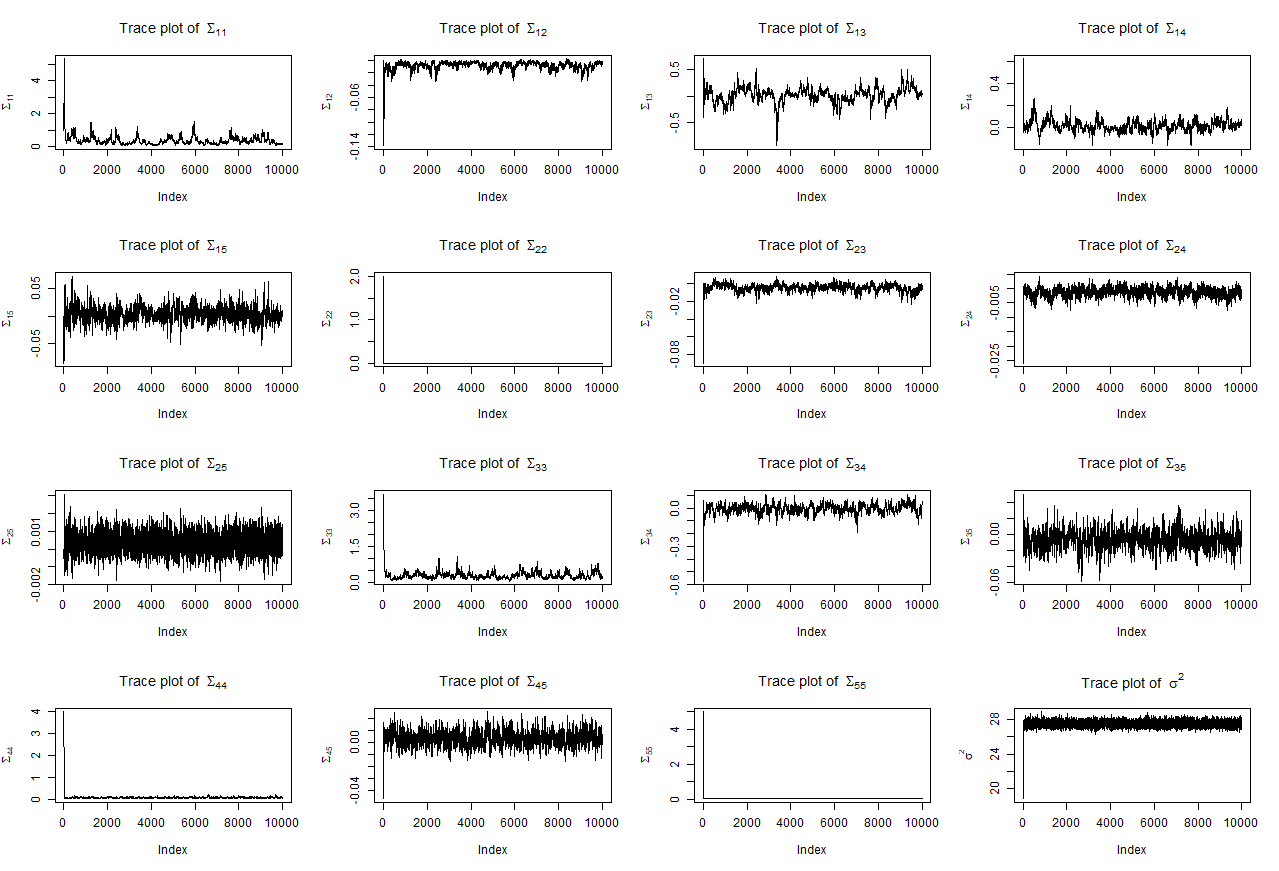 Trace plot of Σ11
Trace plot of Σ12
Trace plot of Σ13
Trace plot of Σ14
Σ11
0 2 4
0 2000 4000 6000 8000 10000
Index
Σ12
-0.14 -0.06
0 2000 4000 6000 8000 10000
Index
Σ13
-0.5 0.5
0 2000 4000 6000 8000 10000
Index
Σ14
0.0 0.4
0 2000 4000 6000 8000 10000
Index
Trace plot of Σ15
Trace plot of Σ22
Trace plot of Σ23
Trace plot of Σ24
Σ15
-0.05 0.05
0 2000 4000 6000 8000 10000
Index
Σ22
0.0 1.0 2.0
0 2000 4000 6000 8000 10000
Index
Σ23
-0.08 -0.02
0 2000 4000 6000 8000 10000
Index
Σ24
-0.025 -0.005
0 2000 4000 6000 8000 10000
Index
Trace plot of Σ25
Trace plot of Σ33
Trace plot of Σ34
Trace plot of Σ35
Σ25
-0.002 0.001
0 2000 4000 6000 8000 10000
Index
Σ33
0.0 1.5 3.0
0 2000 4000 6000 8000 10000
Index
Σ34
-0.6 -0.3 0.0
0 2000 4000 6000 8000 10000
Index
Σ35
-0.06 0.00
0 2000 4000 6000 8000 10000
Index
Trace plot of Σ44
Trace plot of Σ45
Trace plot of Σ55
Trace plot of σ2
Σ44
0 1 2 3 4
0 2000 4000 6000 8000 10000
Index
Σ45
-0.04 0.00
0 2000 4000 6000 8000 10000
Index
Σ55
0 2 4
0 2000 4000 6000 8000 10000
Index
σ2
20 24 28
0 2000 4000 6000 8000 10000
Index